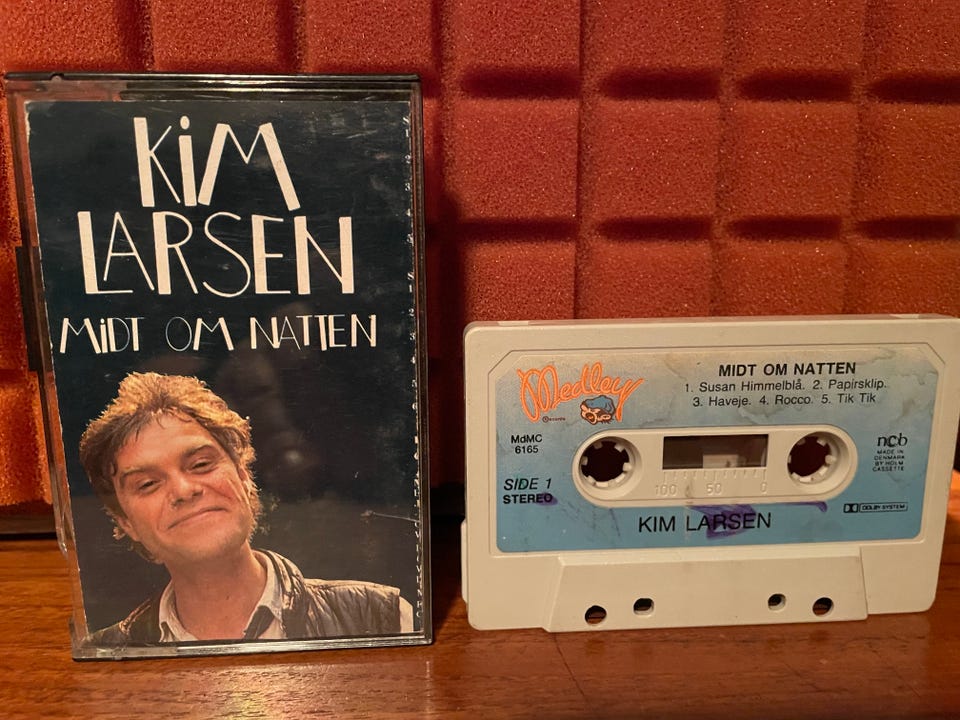 KiM
LARSEN
MiDT OM NATTEN
Medley
Records
MIDT OM NATTEN
1. Susan Himmelblå. 2. Papirsklip.
3. Haveje. 4. Rocco. 5. Tik Tik
MdMC
6165
SIDE 1
STEREO
100 50 0
ncb
MADE IN
DENMARK
BY HOLM
CASSETTE
DOLBY SYSTEM
KIM LARSEN